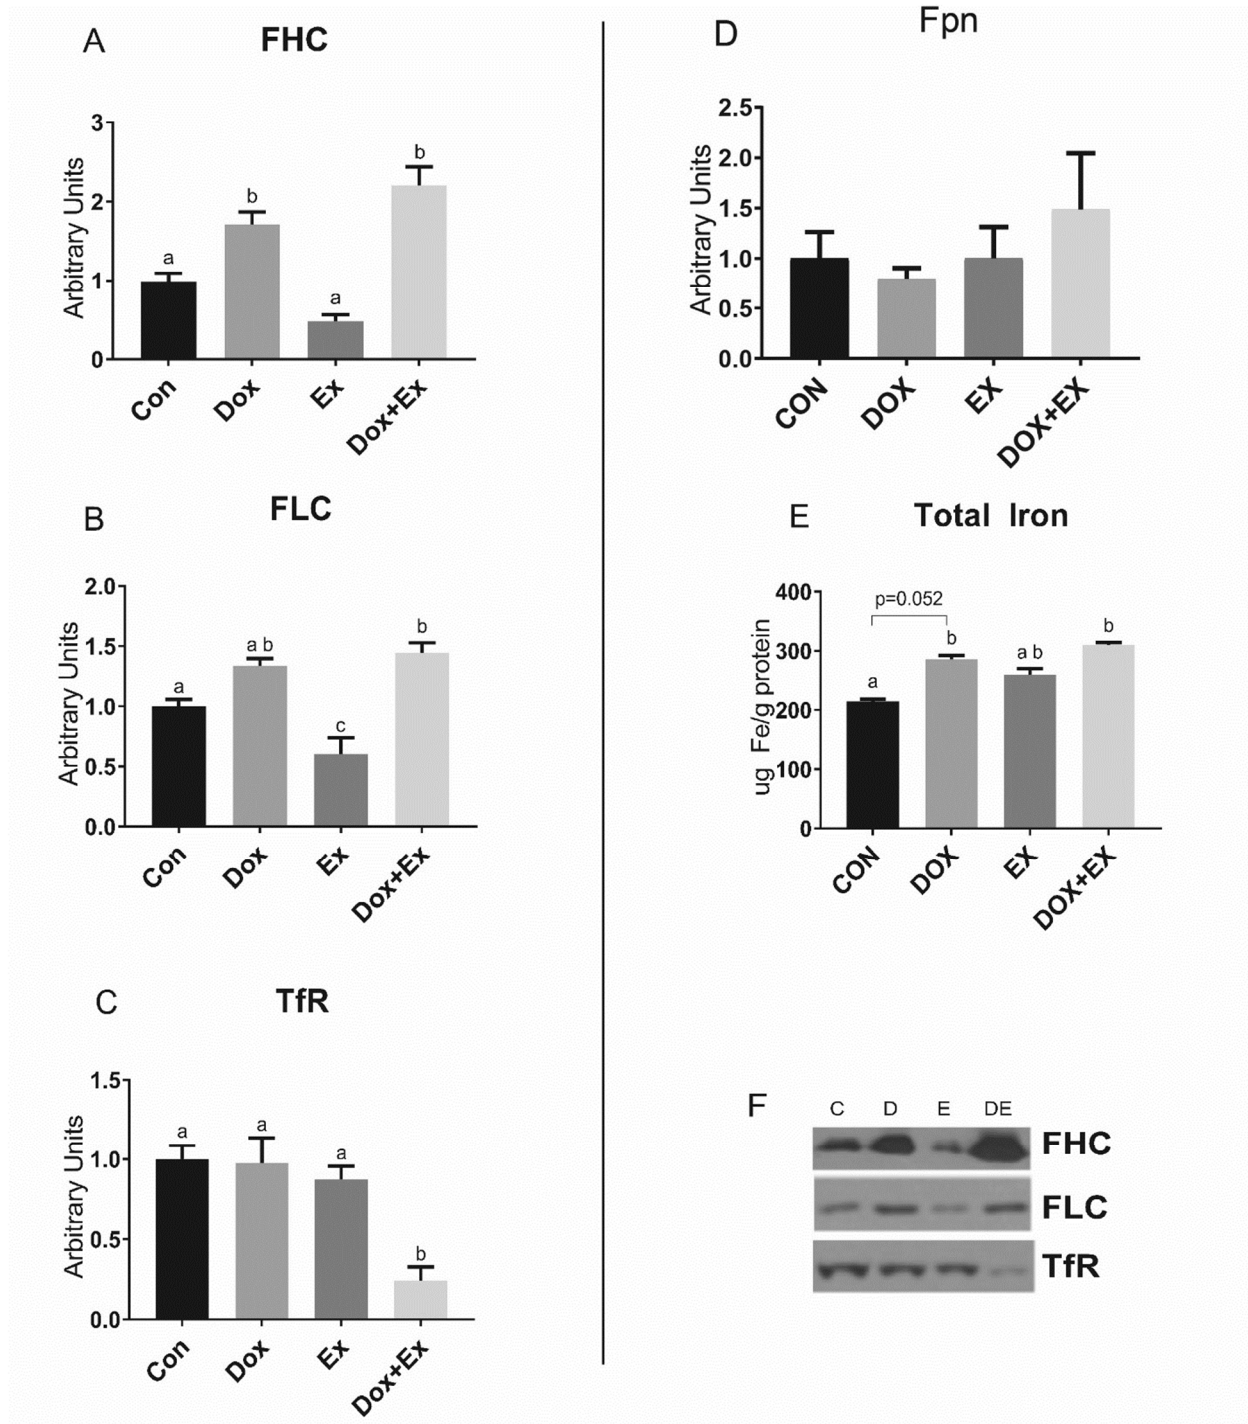 A
FHC
3
2
1
0
Arbitrary Units
a
b
a
b
Con
Dox
Ex
Dox+Ex
B
FLC
2.0
1.5
1.0
0.5
0.0
Arbitrary Units
a
a b
c
b
Con
Dox
Ex
Dox+Ex
C
TfR
1.5
1.0
0.5
0.0
Arbitrary Units
a
a
a
b
Con
Dox
Ex
Dox+Ex
D
Fpn
2.5
2.0
1.5
1.0
0.5
0.0
Arbitrary Units
CON
DOX
EX
DOX+EX
E
Total Iron
400
300
200
100
0
ug Fe/g protein
p=0.052
a
b
a b
b
CON
DOX
EX
DOX+EX
F
C D E DE
FHC
FLC
TfR